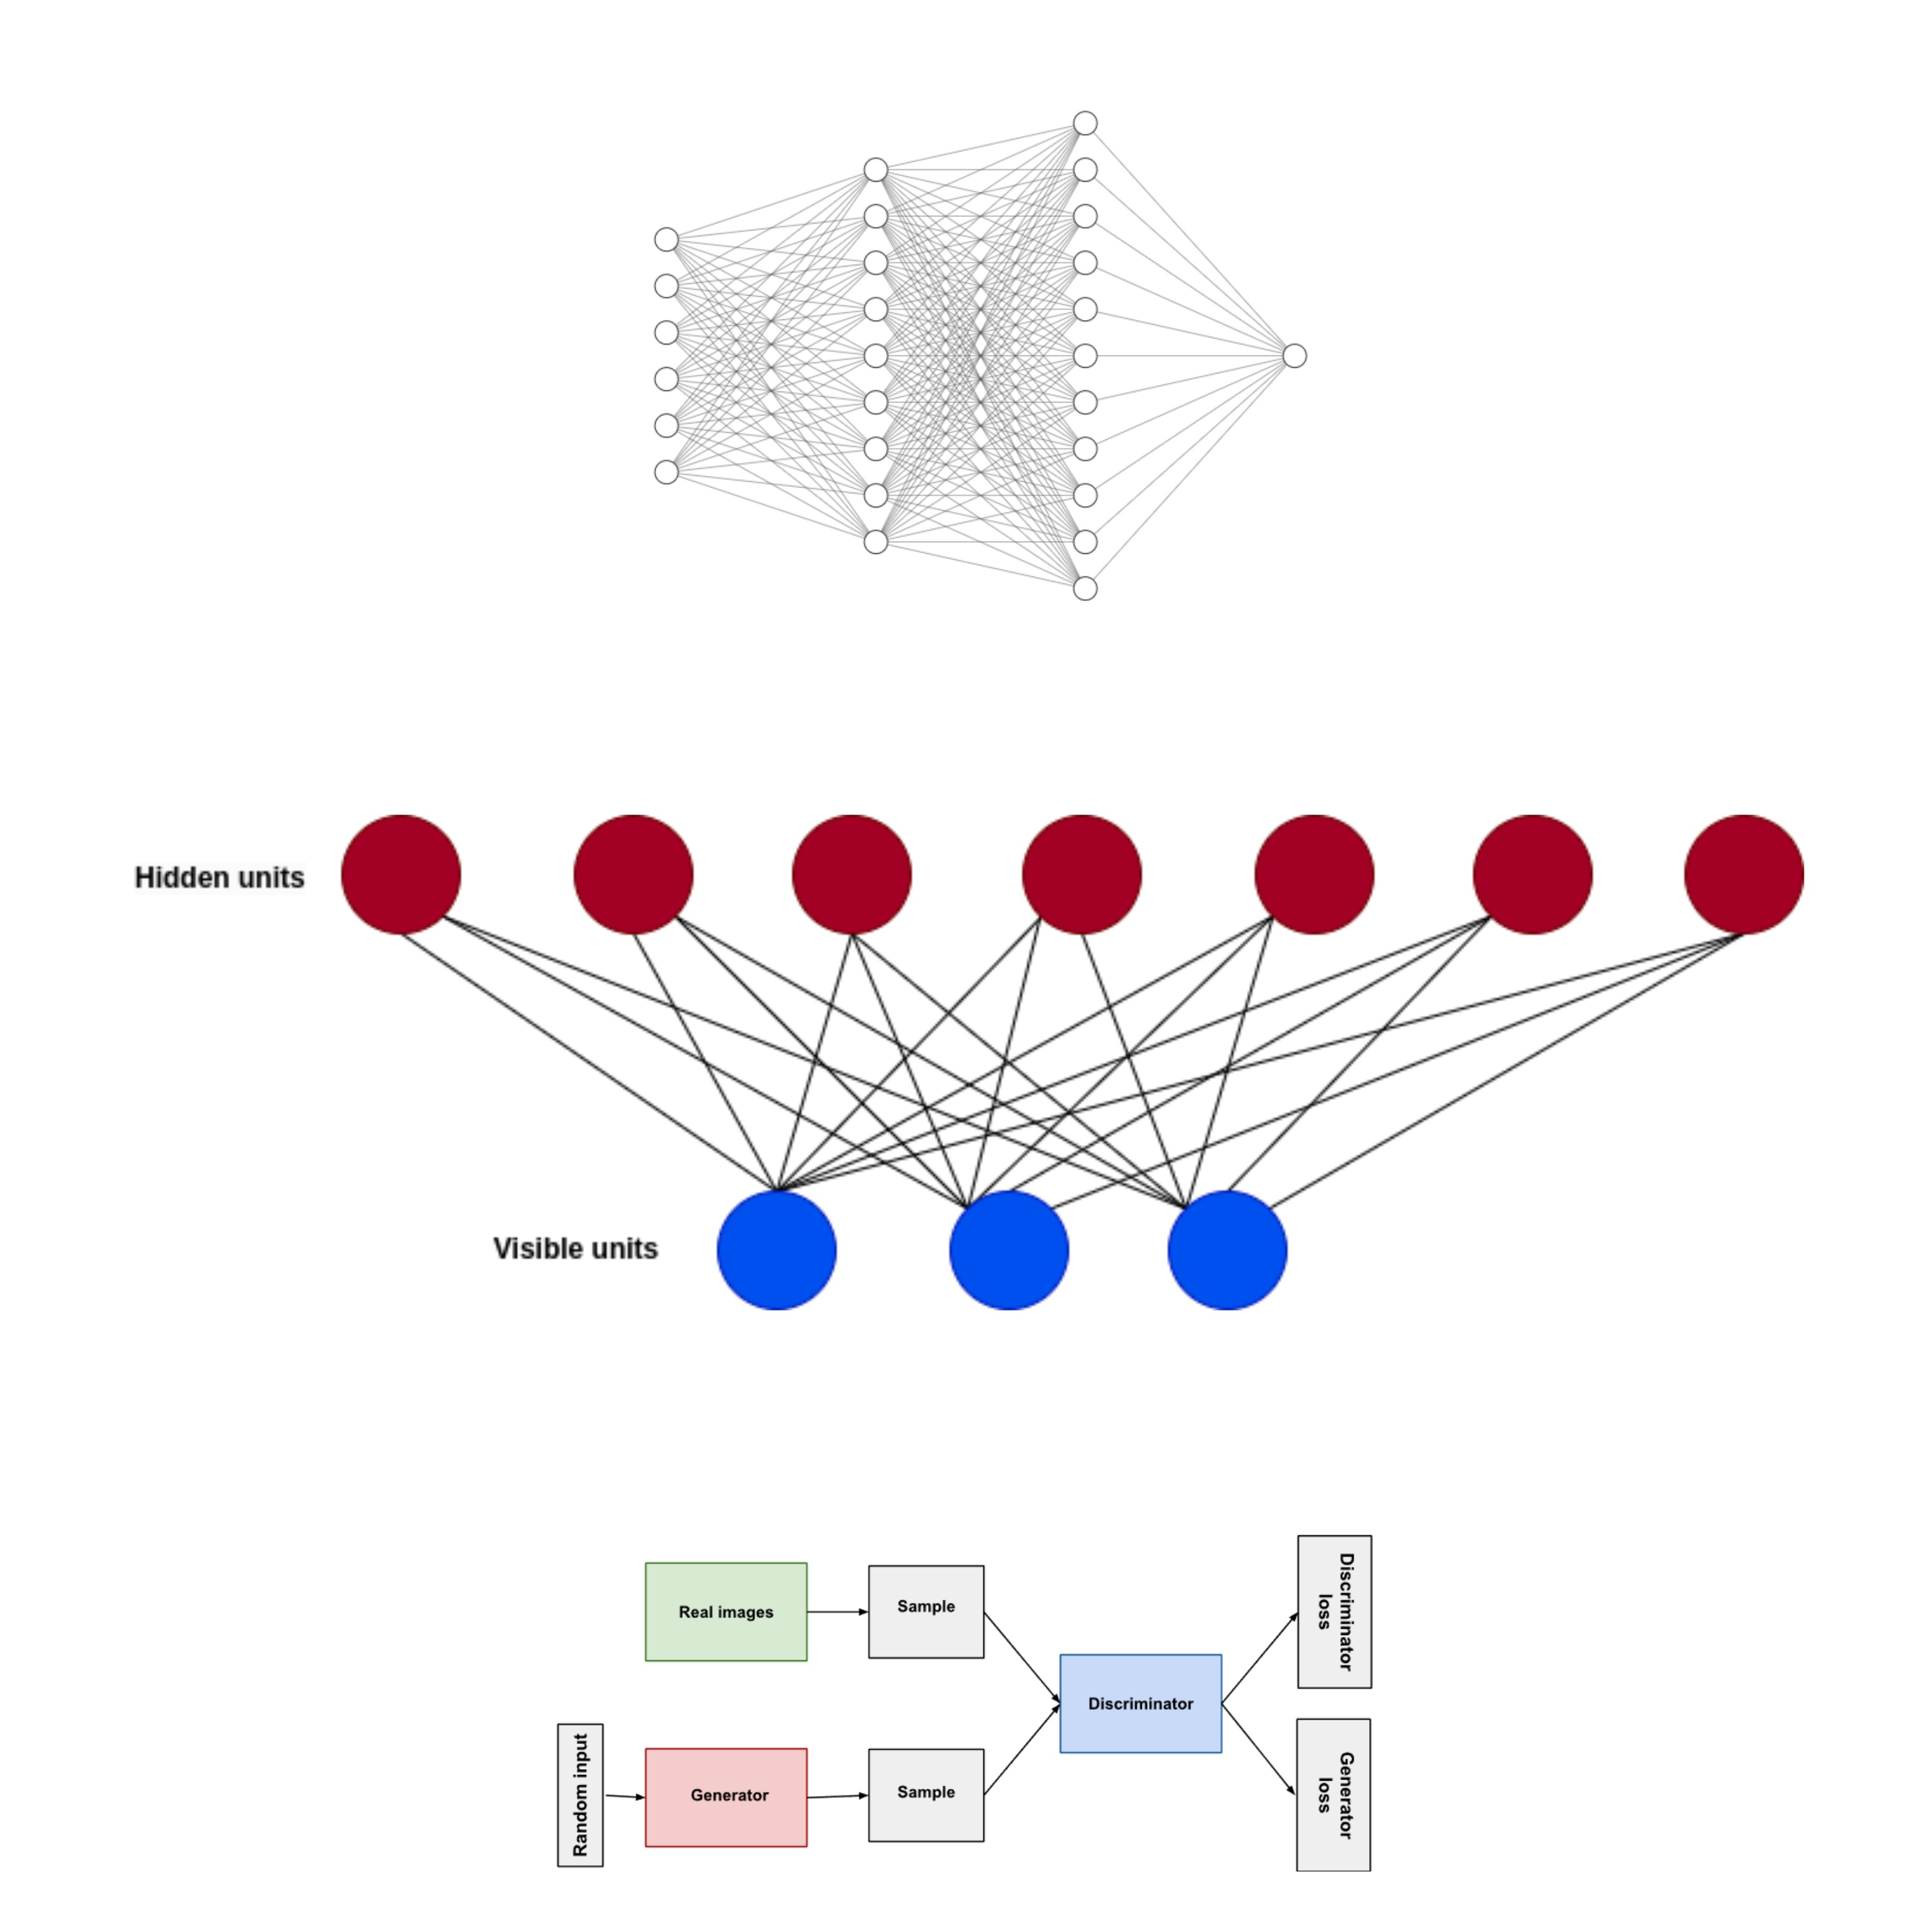 Hidden units
Visible units
Real images
Sample
Discriminator
loss
Discriminator
Random input
Generator
Sample
Generator
loss